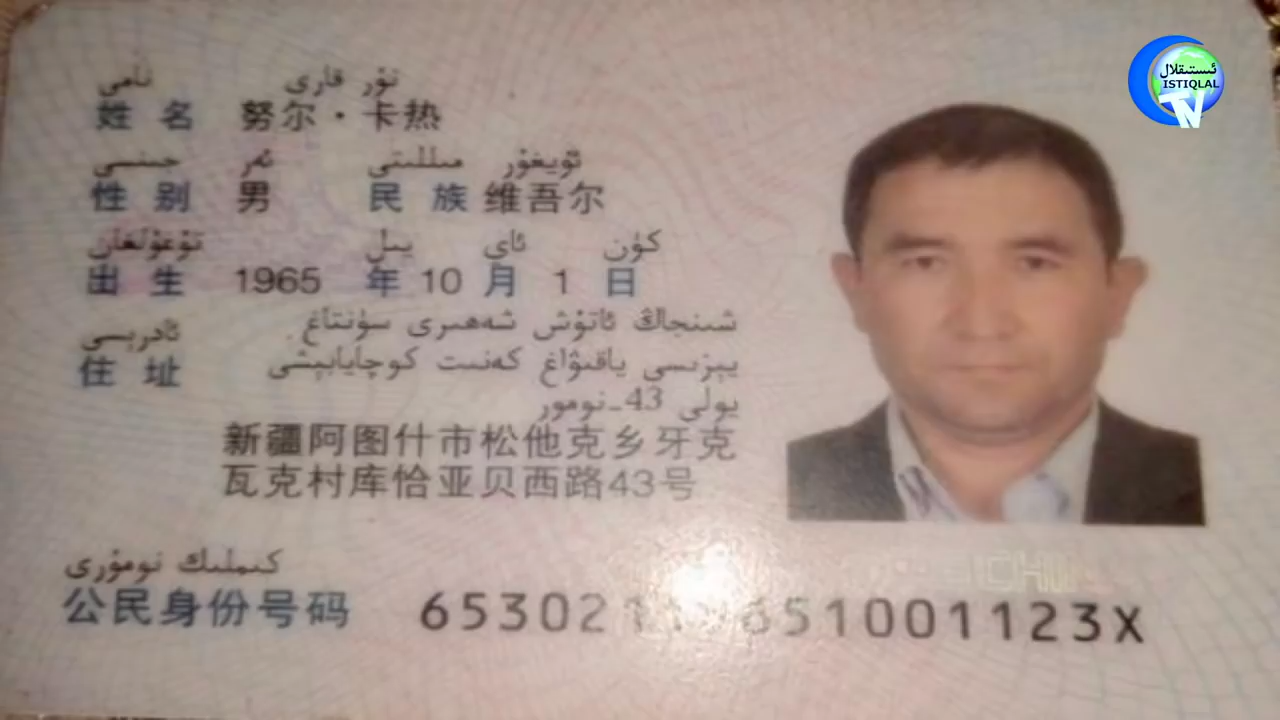 ئىستىقلال
ISTIQLAL
TV
نامى نۇر قارى
姓名 努尔·卡热
جىنسى ئەر مىللىتى ئۇيغۇر
性别 男 民族 维吾尔
تۇغۇلغان يىل ئاي كۈن
出生 1965 年 10 月 1 日
ئادرېسى شىنجاڭ ئاتۇش شەھىرى سۇنتاغ
يېزىسى ياقىۋاغ كەنت كوچاياپېشى
يولى 43-نومۇر
住址 新疆阿图什市松他克乡牙克
瓦克村库恰亚贝西路43号
كىملىك نومۇرى
公民身份号码